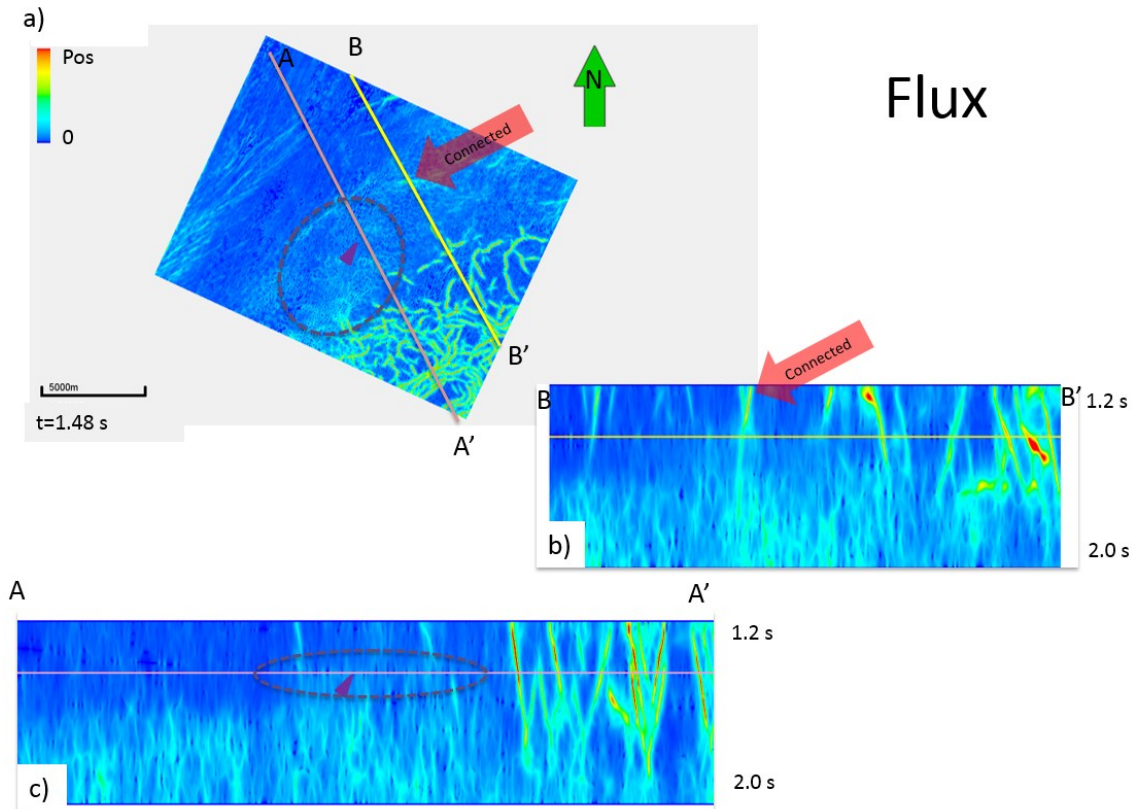 a)
Pos
0
A
B
N
Flux
Connected
5000m
t=1.48 s
B'
A'
Connected
B
B'
1.2 s
b)
2.0 s
A
A'
1.2 s
c)
2.0 s